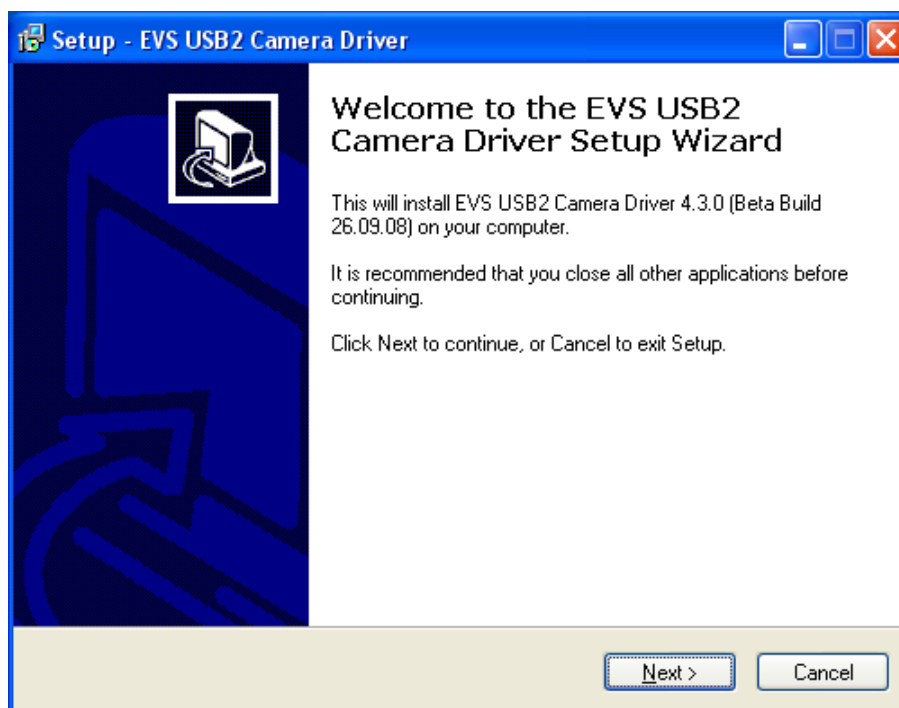 Setup - EVS USB2 Camera Driver
Welcome to the EVS USB2
Camera Driver Setup Wizard
This will install EVS USB2 Camera Driver 4.3.0 (Beta Build
26.09.08) on your computer.
It is recommended that you close all other applications before
continuing.
Click Next to continue, or Cancel to exit Setup.
Next >
Cancel